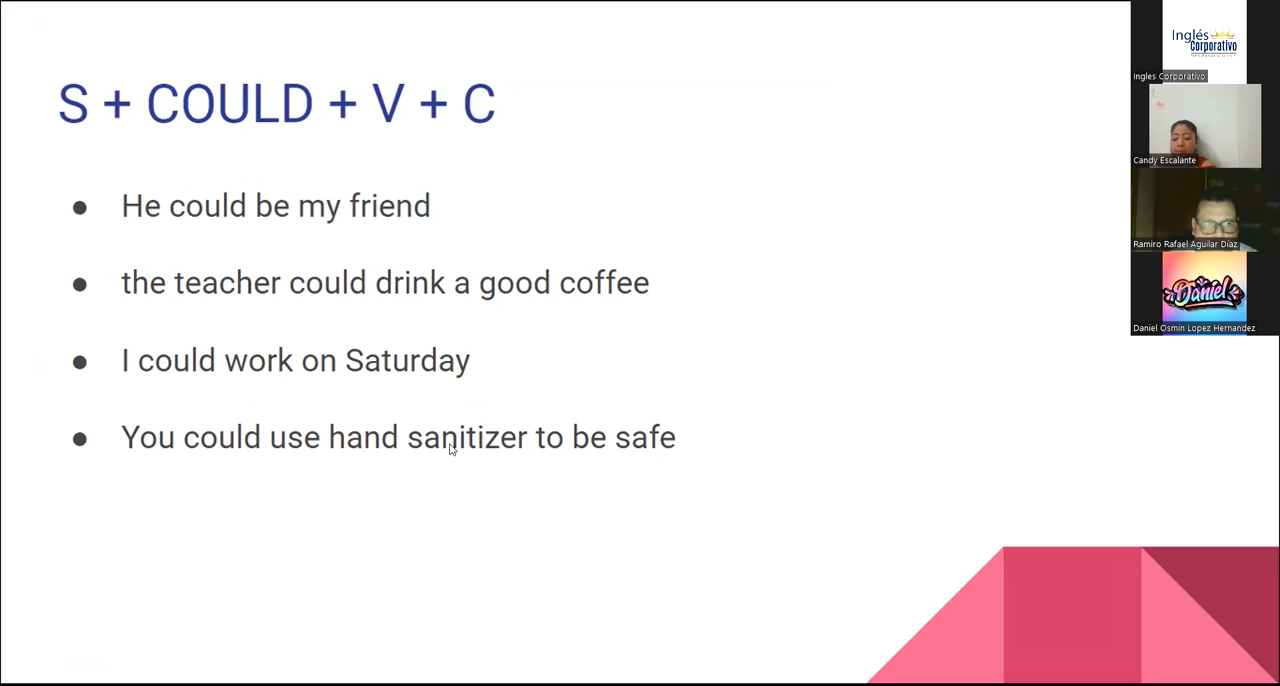 S + COULD + V + C
● He could be my friend
● the teacher could drink a good coffee
● I could work on Saturday
● You could use hand sanitizer to be safe
Inglés
Corporativo
Ingles Corporativo
Candy Escalante
Ramiro Rafael Aguilar Díaz
Daniel
Daniel Osmin Lopez Hernandez